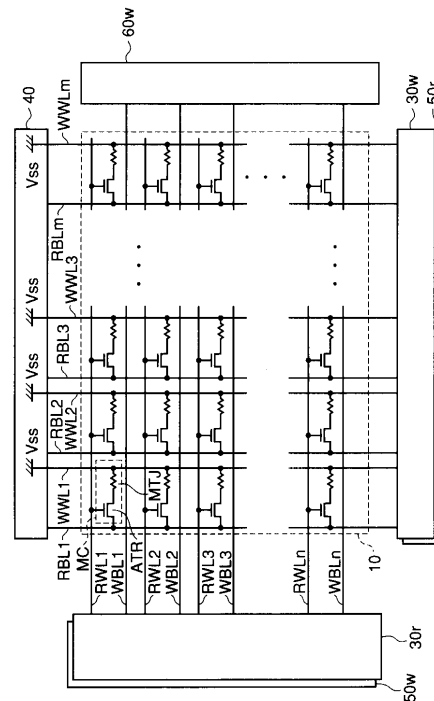 40
60w
Vss
Vss
Vss
Vss
WWLm
RBLm
WWL3
RBL3
WWL2
RBL2
WWL1
RBL1
MC
MTJ
ATR
RWL1
WBL1
RWL2
WBL2
RWL3
WBL3
RWLn
WBLn
10
30w
50r
30r
50w